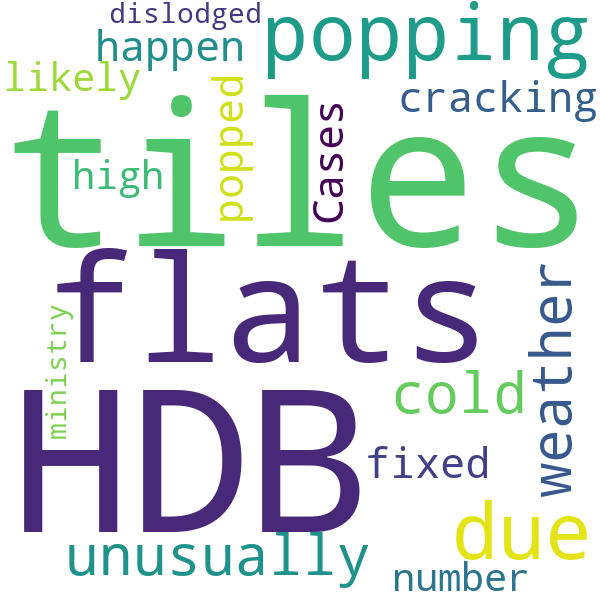 dislodged
happen
popping
likely
cracking
tiles
high
popped
Cases
flats
ministry
weather
cold
HDB
fixed
due
unusually
number